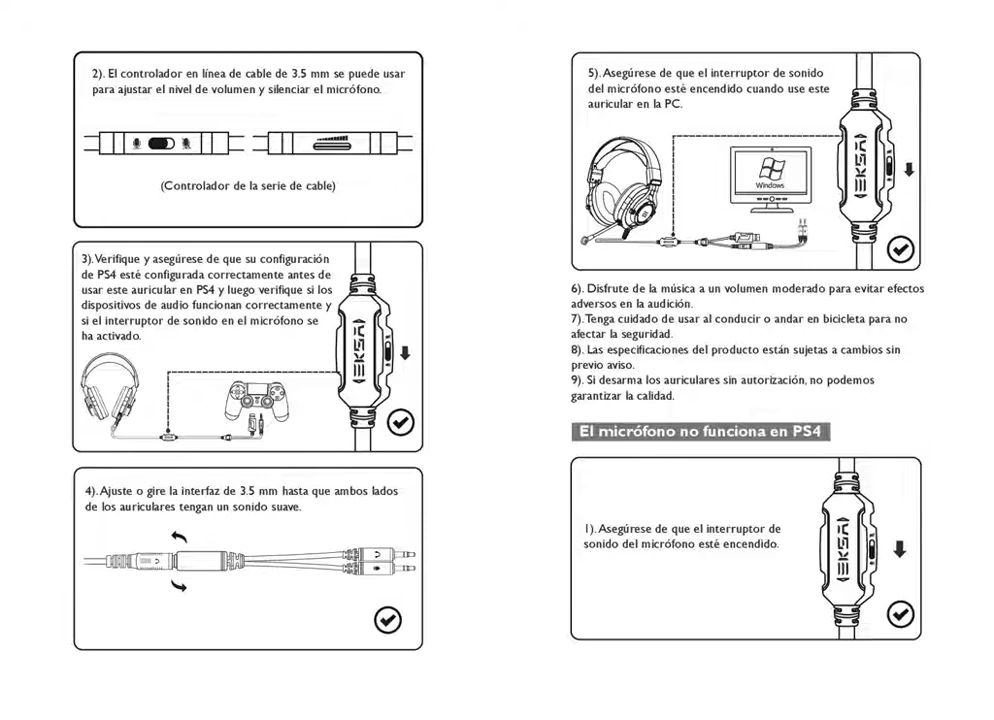 2). El controlador en línea de cable de 3.5 mm se puede usar
para ajustar el nivel de volumen y silenciar el micrófono.
(Controlador de la serie de cable)
3).Verifique y asegúrese de que su configuración
de PS4 esté configurada correctamente antes de
usar este auricular en PS4 y luego verifique si los
dispositivos de audio funcionan correctamente y
si el interruptor de sonido en el micrófono se
ha activado.
EKSA
4). Ajuste o gire la interfaz de 3.5 mm hasta que ambos lados
de los auriculares tengan un sonido suave.
5). Asegúrese de que el interruptor de sonido
del micrófono esté encendido cuando use este
auricular en la PC.
Windows
EKSA
6). Disfrute de la música a un volumen moderado para evitar efectos
adversos en la audición.
7).Tenga cuidado de usar al conducir o andar en bicicleta para no
afectar la seguridad.
8). Las especificaciones del producto están sujetas a cambios sin
previo aviso.
9). Si desarma los auriculares sin autorización, no podemos
garantizar la calidad.
El micrófono no funciona en PS4
1). Asegúrese de que el interruptor de
sonido del micrófono esté encendido.
EKSA